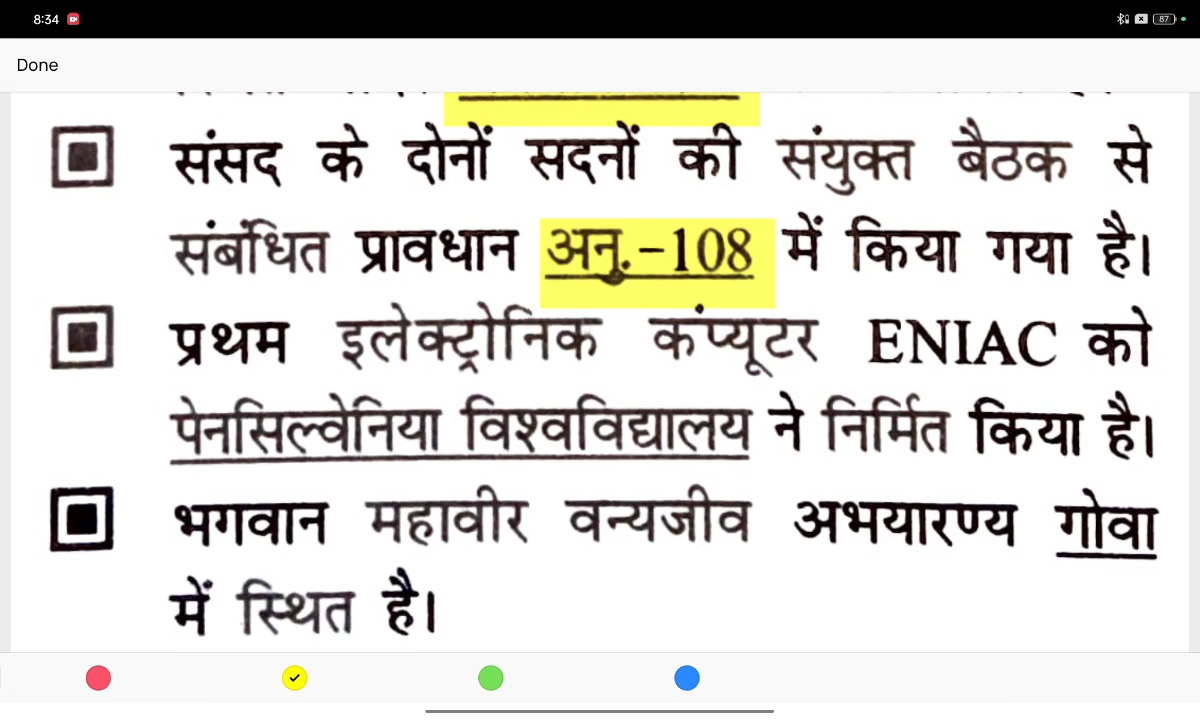 8:34
87
Done
संसद के दोनों सदनों की संयुक्त बैठक से
संबंधित प्रावधान अनु.–108 में किया गया है।
प्रथम इलेक्ट्रोनिक कंप्यूटर ENIAC को
पेनसिल्वेनिया विश्वविद्यालय ने निर्मित किया है।
भगवान महावीर वन्यजीव अभयारण्य गोवा
में स्थित है।